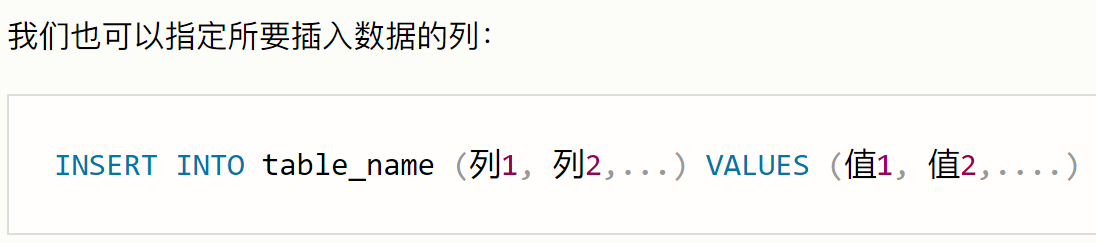 我们也可以指定所要插入数据的列：
INSERT INTO table_name (列1, 列2,...) VALUES (值1, 值2,....)